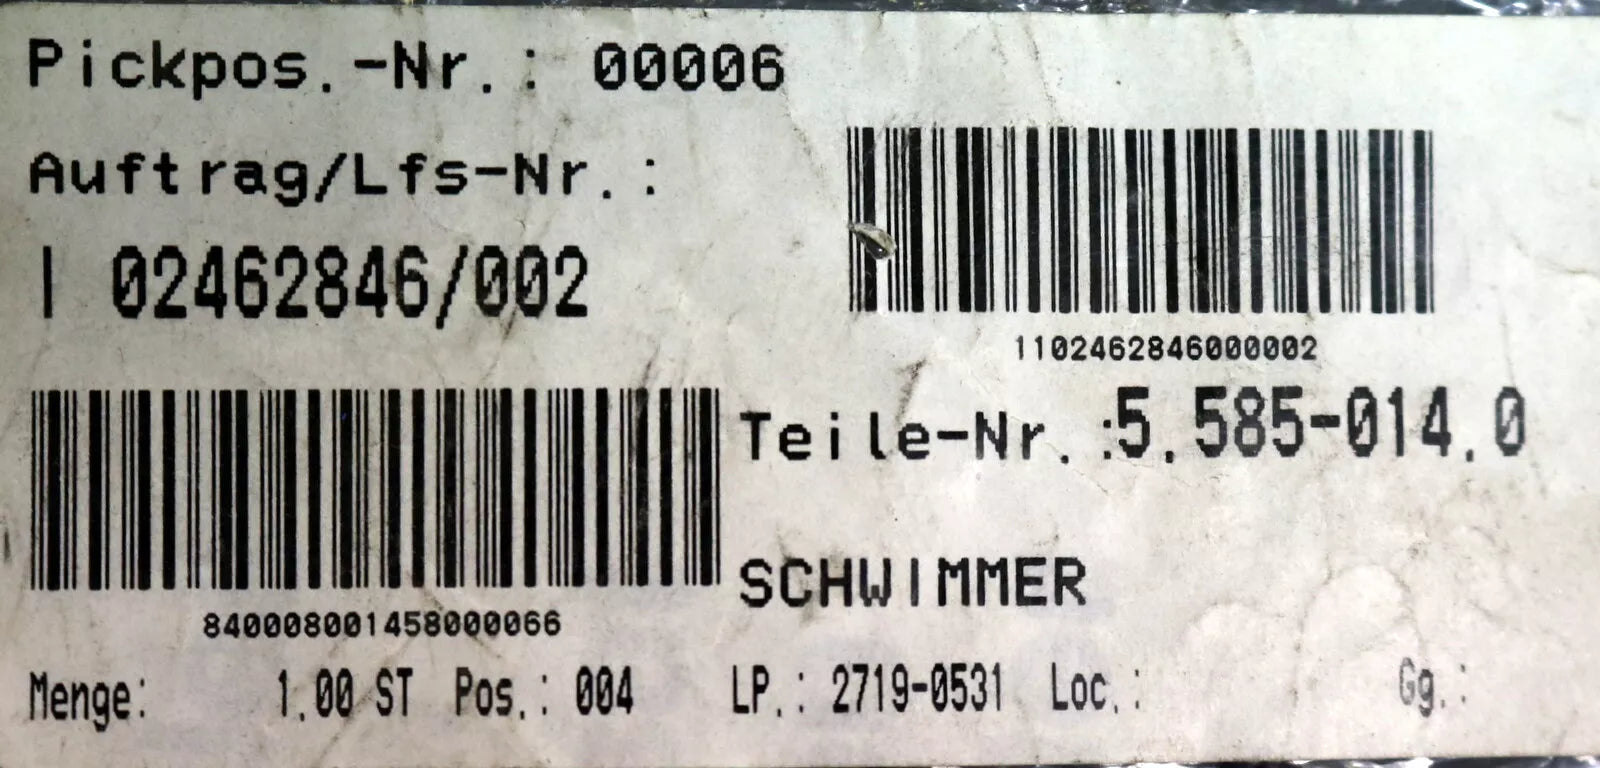 Pickpos.-Nr.: 00006
Auftrag/Lfs-Nr.:
| 02462846/002
1102462846000002
Teile-Nr.:5.585-014.0
SCHWIMMER
840008001458000066
Menge: 1.00 ST Pos.: 004 LP.: 2719-0531 Loc.: Gg.: